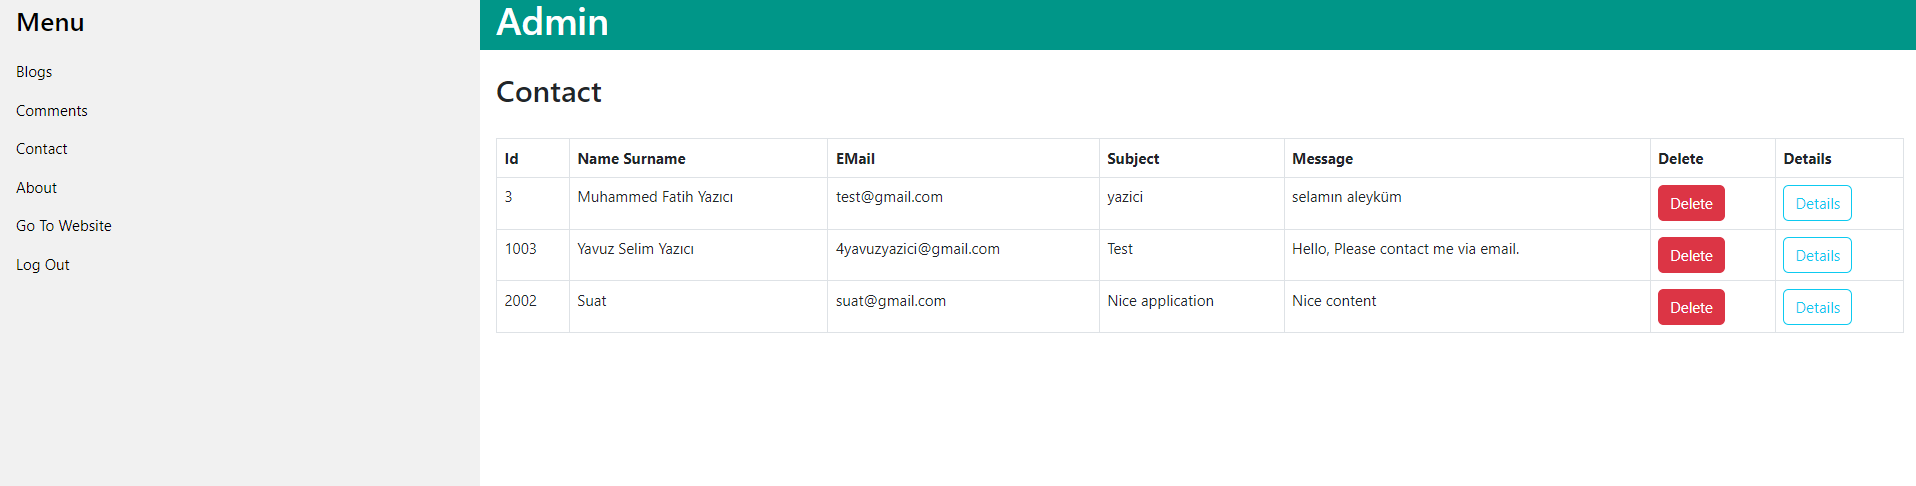 Menu
Blogs
Comments
Contact
About
Go To Website
Log Out
Admin
Contact
Id Name Surname EMail Subject Message Delete Details
3 Muhammed Fatih Yazıcı test@gmail.com yazici selamın aleyküm Delete Details
1003 Yavuz Selim Yazıcı 4yavuzyazici@gmail.com Test Hello, Please contact me via email. Delete Details
2002 Suat suat@gmail.com Nice application Nice content Delete Details